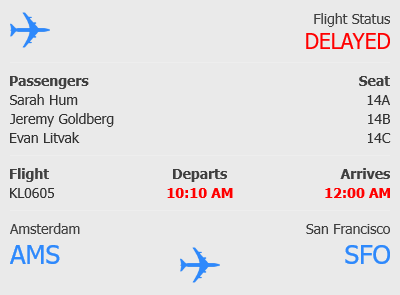 Flight Status
DELAYED
Passengers Seat
Sarah Hum 14A
Jeremy Goldberg 14B
Evan Litvak 14C
Flight Departs Arrives
KL0605 10:10 AM 12:00 AM
Amsterdam San Francisco
AMS SFO